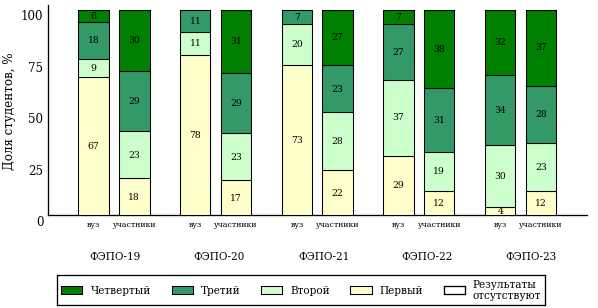 Доля студентов, %
100
75
50
25
0
6 30 11 31 7 27 7 38 32 37
18 29 11 29 20 23 27 31 34 28
9 23 78 23 73 28 37 19 30 23
67 18 17 22 29 12 4 12
вуз участники вуз участники вуз участники вуз участники вуз участники
ФЭПО-19 ФЭПО-20 ФЭПО-21 ФЭПО-22 ФЭПО-23
Четвертый Третий Второй Первый Результаты
отсутствуют